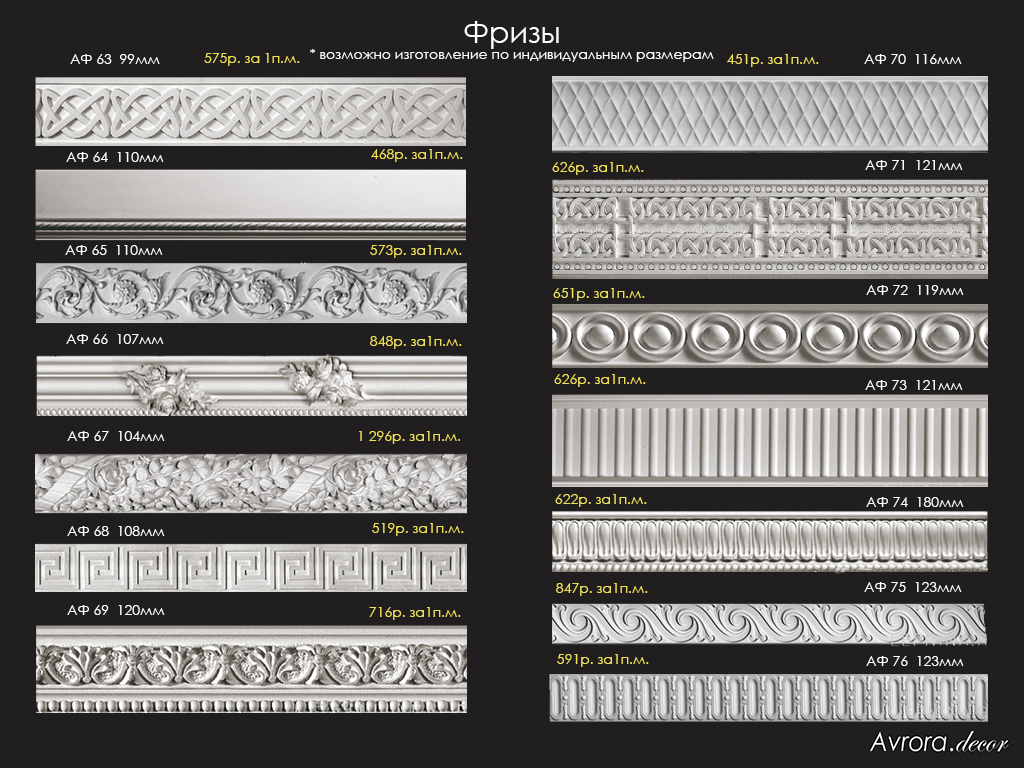 Фризы
* возможно изготовление по индивидуальным размерам
АФ 63 99мм 575р. за 1п.м.
АФ 64 110мм 468р. за1п.м.
АФ 65 110мм 573р. за1п.м.
АФ 66 107мм 848р. за1п.м.
АФ 67 104мм 1 296р. за1п.м.
АФ 68 108мм 519р. за1п.м.
АФ 69 120мм 716р. за1п.м.
451р. за1п.м. АФ 70 116мм
626р. за1п.м. АФ 71 121мм
651р. за1п.м. АФ 72 119мм
626р. за1п.м. АФ 73 121мм
622р. за1п.м. АФ 74 180мм
847р. за1п.м. АФ 75 123мм
591р. за1п.м. АФ 76 123мм
Avrora.decor